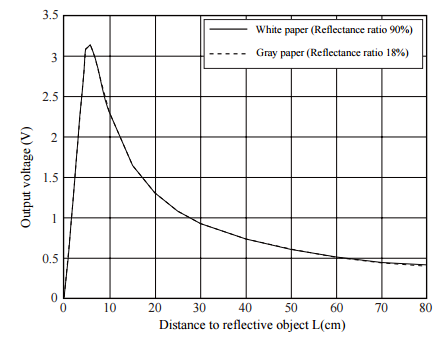 3.5
3
2.5
2
1.5
1
0.5
0
Output voltage (V)
White paper (Reflectance ratio 90%)
Gray paper (Reflectance ratio 18%)
0 10 20 30 40 50 60 70 80
Distance to reflective object L(cm)